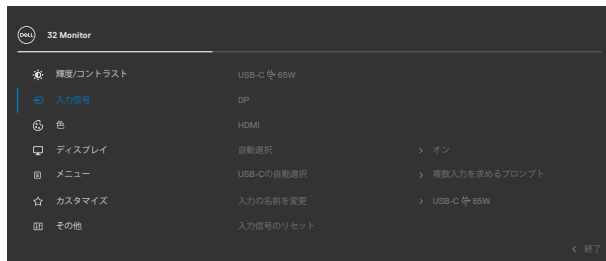 DELL 32 Monitor
輝度/コントラスト USB-C 65W
入力信号 DP
色 HDMI
ディスプレイ 自動選択 > オン
メニュー USB-Cの自動選択 > 複数入力を求めるプロンプト
カスタマイズ 入力の名前を変更 > USB-C 65W
その他 入力信号のリセット
< 終了